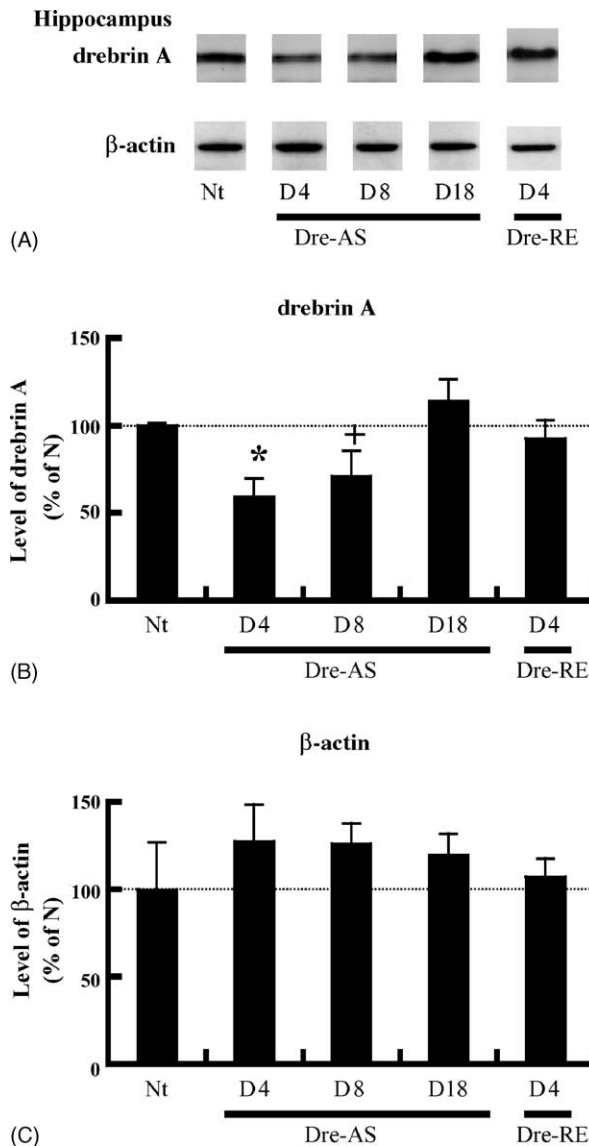 Hippocampus
drebrin A
β-actin
Nt D4 D8 D18 D4
Dre-AS Dre-RE
(A)
drebrin A
Level of drebrin A
(% of N)
150
100
50
0
*
+
Nt D4 D8 D18 D4
Dre-AS Dre-RE
(B)
β-actin
Level of β-actin
(% of N)
150
100
50
0
Nt D4 D8 D18 D4
Dre-AS Dre-RE
(C)